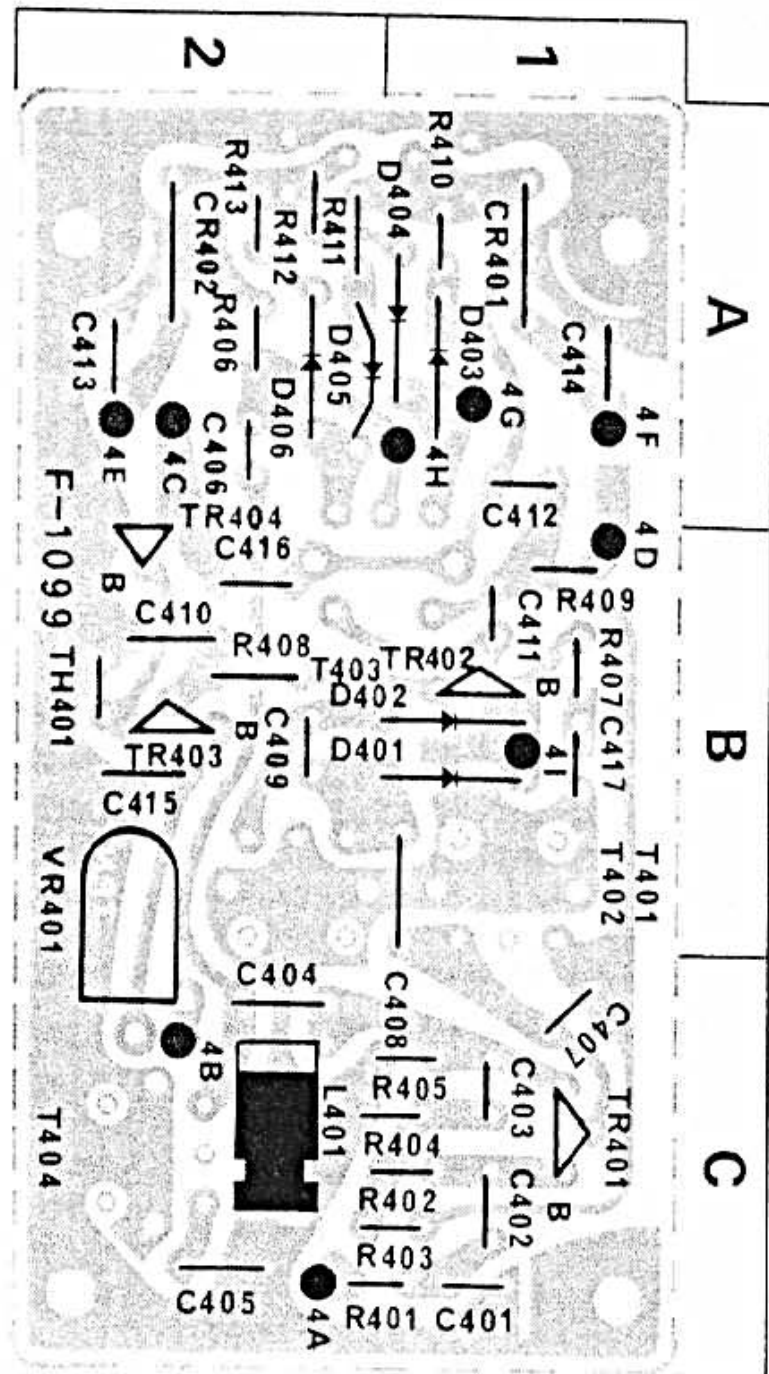 2
1
A
B
C
R413
CR402
R412
R411
D404
R410
CR401
R406
C413
D405
D406
D403
C414
4G
4F
4E
4C
C406
4H
C412
4D
F-1099
TR404
C416
B
R409
C410
C411
R408
T403
TR402
B
R407
TH401
D402
TR403
B
C409
D401
4I
C417
C415
VR401
T401
T402
C404
C408
C407
4B
R405
C403
TR401
L401
R404
T404
R402
C402
B
R403
C405
4A
R401
C401